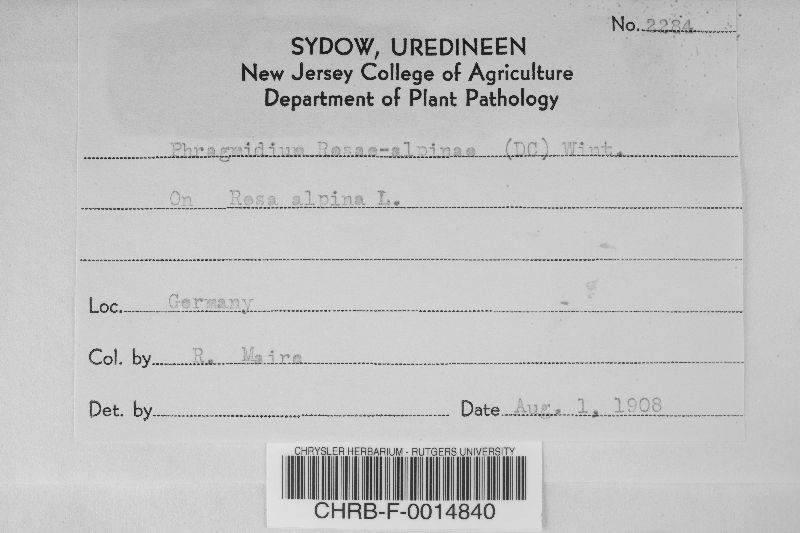 No. 2284
SYDOW, UREDINEEN
New Jersey College of Agriculture
Department of Plant Pathology
Phragmidium Rosae-alpinae (DC) Wint.
On Rosa alpina L.
Loc. Germany
Col. by R. Maire
Det. by Date Aug. 1, 1908
CHRYSLER HERBARIUM - RUTGERS UNIVERSITY
CHRB-F-0014840